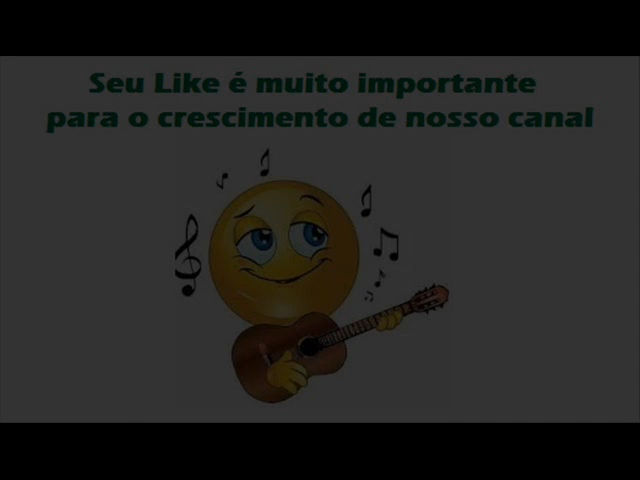 Seu Like é muito importante
para o crescimento de nosso canal